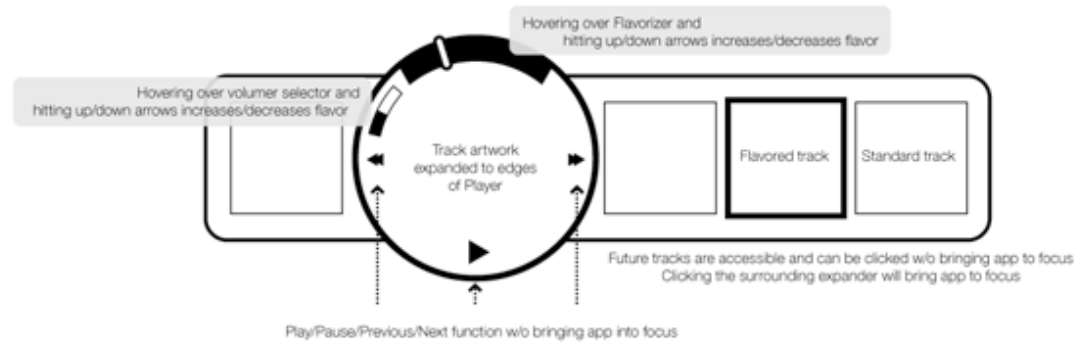 Hovering over Flavorizer and
hitting up/down arrows increases/decreases flavor
Hovering over volumer selector and
hitting up/down arrows increases/decreases flavor
Track artwork
expanded to edges
of Player
Flavored track
Standard track
Future tracks are accessible and can be clicked w/o bringing app to focus
Clicking the surrounding expander will bring app to focus
Play/Pause/Previous/Next function w/o bringing app into focus